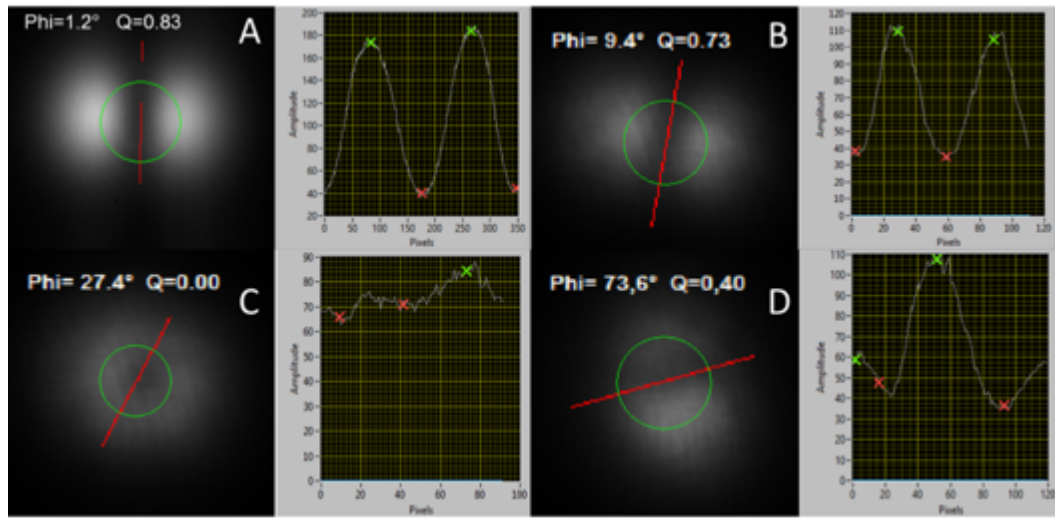 Phi=1.2° Q=0.83
A
Amplitude
200
180
160
140
120
100
80
60
40
20
0 50 100 150 200 250 300 350
Pixels
Phi= 9.4° Q=0.73
B
Amplitude
120
110
100
90
80
70
60
50
40
30
20
10
0
0 20 40 60 80 100 120
Pixels
Phi= 27.4° Q=0.00
C
Amplitude
90
80
70
60
50
40
30
20
10
0
0 20 40 60 80 100
Pixels
Phi= 73,6° Q=0,40
D
Amplitude
110
100
90
80
70
60
50
40
30
20
10
0
0 20 40 60 80 100 120
Pixels